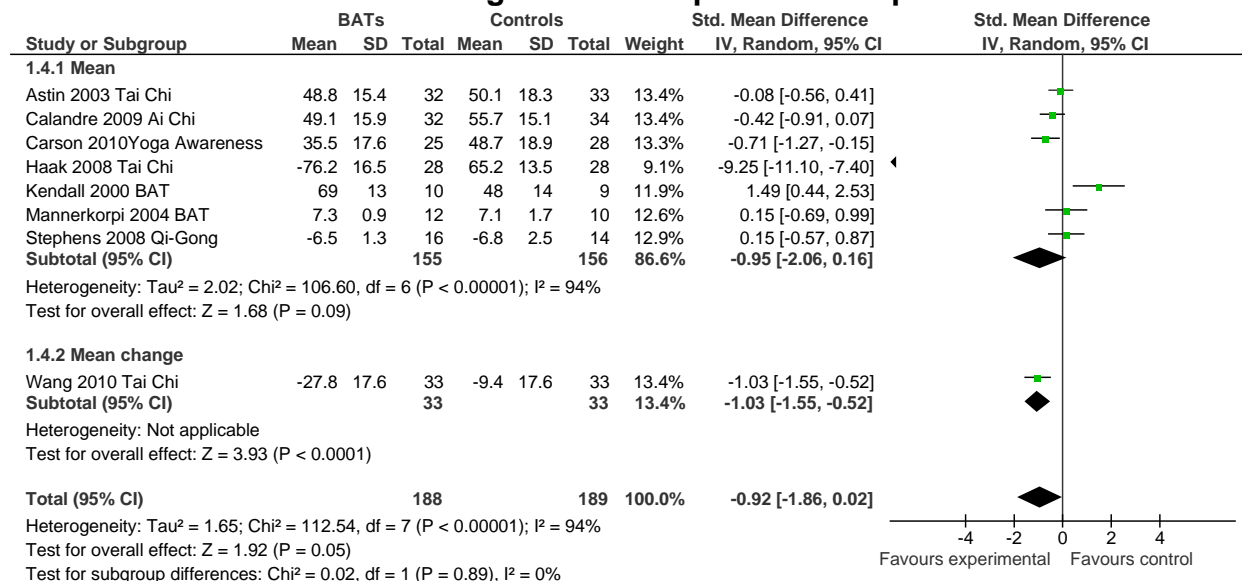 BATs Controls Std. Mean Difference Std. Mean Difference
Study or Subgroup Mean SD Total Mean SD Total Weight IV, Random, 95% CI IV, Random, 95% CI
1.4.1 Mean
Astin 2003 Tai Chi 48.8 15.4 32 50.1 18.3 33 13.4% -0.08 [-0.56, 0.41]
Calandre 2009 Ai Chi 49.1 15.9 32 55.7 15.1 34 13.4% -0.42 [-0.91, 0.07]
Carson 2010Yoga Awareness 35.5 17.6 25 48.7 18.9 28 13.3% -0.71 [-1.27, -0.15]
Haak 2008 Tai Chi -76.2 16.5 28 65.2 13.5 28 9.1% -9.25 [-11.10, -7.40]
Kendall 2000 BAT 69 13 10 48 14 9 11.9% 1.49 [0.44, 2.53]
Mannerkorpi 2004 BAT 7.3 0.9 12 7.1 1.7 10 12.6% 0.15 [-0.69, 0.99]
Stephens 2008 Qi-Gong -6.5 1.3 16 -6.8 2.5 14 12.9% 0.15 [-0.57, 0.87]
Subtotal (95% CI) 155 156 86.6% -0.95 [-2.06, 0.16]
Heterogeneity: Tau² = 2.02; Chi² = 106.60, df = 6 (P < 0.00001); I² = 94%
Test for overall effect: Z = 1.68 (P = 0.09)
1.4.2 Mean change
Wang 2010 Tai Chi -27.8 17.6 33 -9.4 17.6 33 13.4% -1.03 [-1.55, -0.52]
Subtotal (95% CI) 33 33 13.4% -1.03 [-1.55, -0.52]
Heterogeneity: Not applicable
Test for overall effect: Z = 3.93 (P < 0.0001)
Total (95% CI) 188 189 100.0% -0.92 [-1.86, 0.02]
Heterogeneity: Tau² = 1.65; Chi² = 112.54, df = 7 (P < 0.00001); I² = 94%
Test for overall effect: Z = 1.92 (P = 0.05)
Test for subgroup differences: Chi² = 0.02, df = 1 (P = 0.89), I² = 0%
-4 -2 0 2 4
Favours experimental Favours control